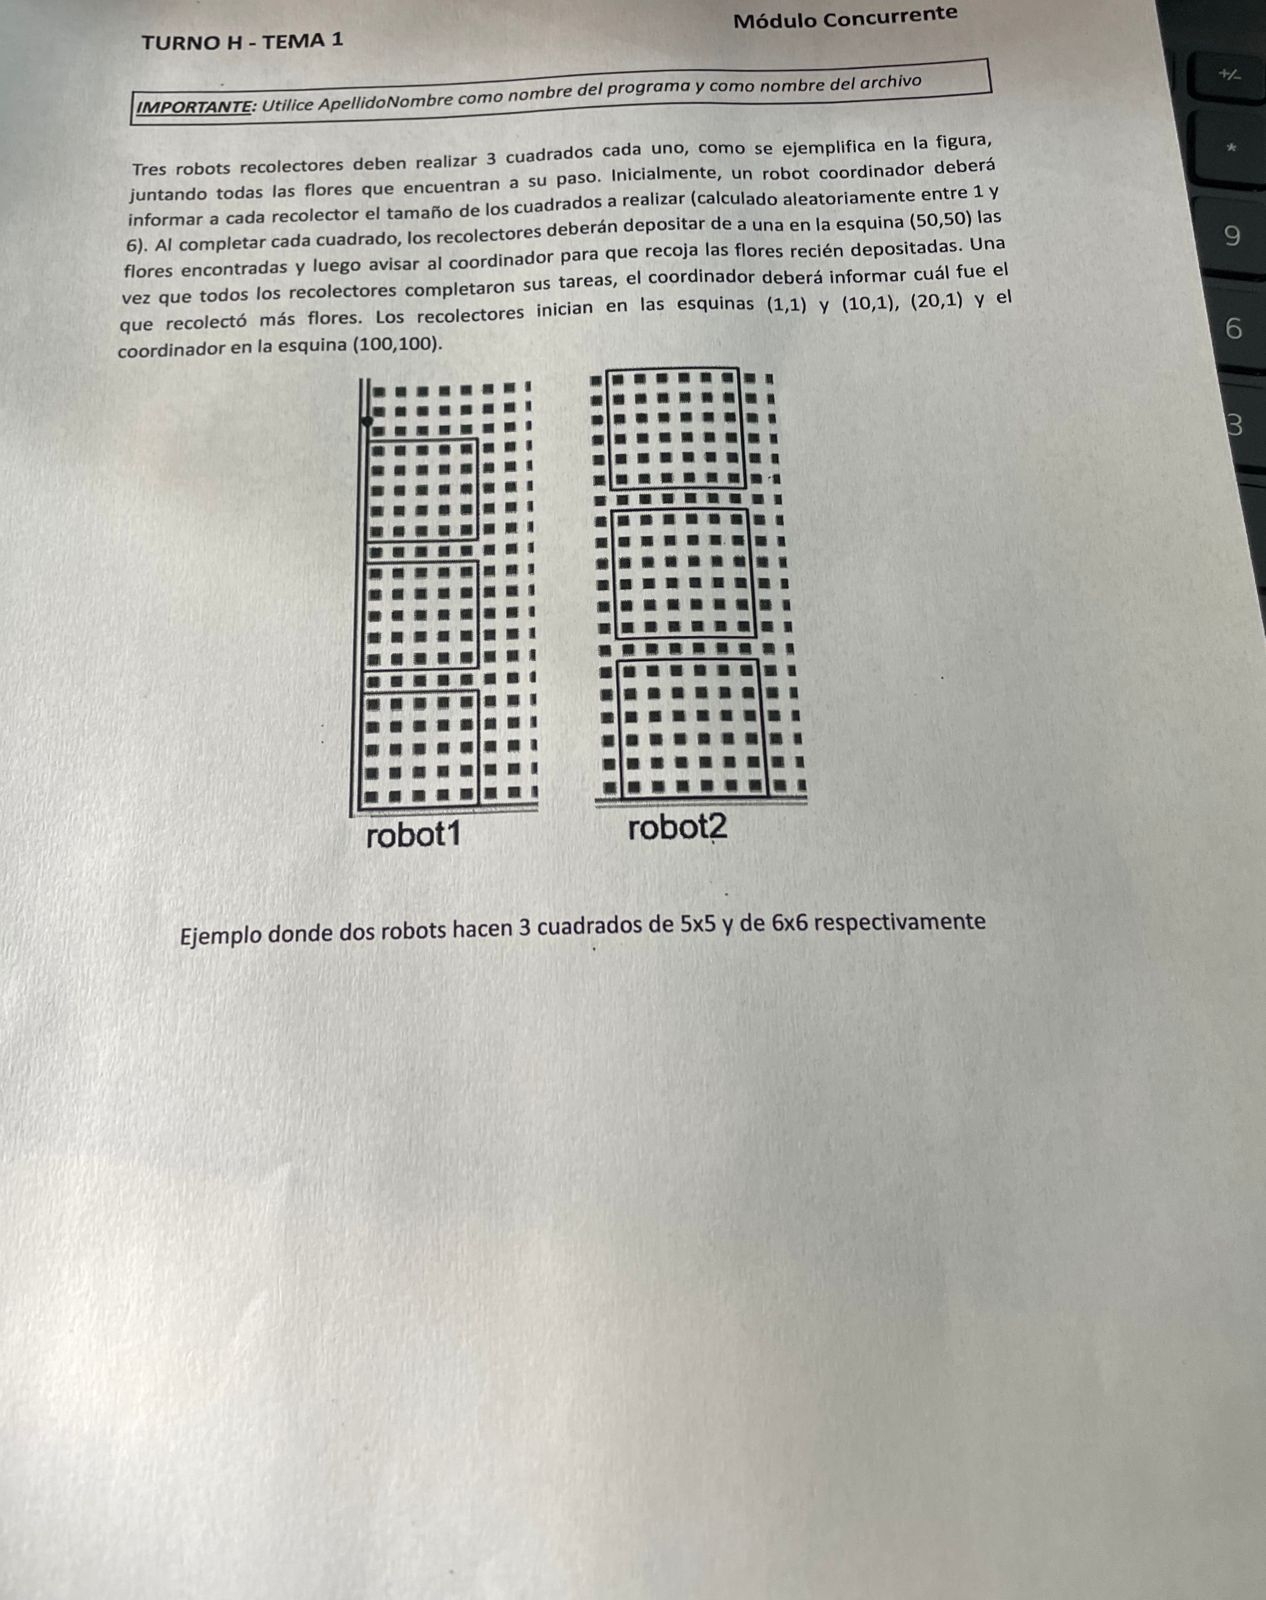 Módulo Concurrente
TURNO H - TEMA 1
IMPORTANTE: Utilice ApellidoNombre como nombre del programa y como nombre del archivo
Tres robots recolectores deben realizar 3 cuadrados cada uno, como se ejemplifica en la figura,
juntando todas las flores que encuentran a su paso. Inicialmente, un robot coordinador deberá
informar a cada recolector el tamaño de los cuadrados a realizar (calculado aleatoriamente entre 1 y
6). Al completar cada cuadrado, los recolectores deberán depositar de a una en la esquina (50,50) las
flores encontradas y luego avisar al coordinador para que recoja las flores recién depositadas. Una
vez que todos los recolectores completaron sus tareas, el coordinador deberá informar cuál fue el
que recolectó más flores. Los recolectores inician en las esquinas (1,1) y (10,1), (20,1) y el
coordinador en la esquina (100,100).
robot1
robot2
Ejemplo donde dos robots hacen 3 cuadrados de 5x5 y de 6x6 respectivamente
+/-
*
9
6
3